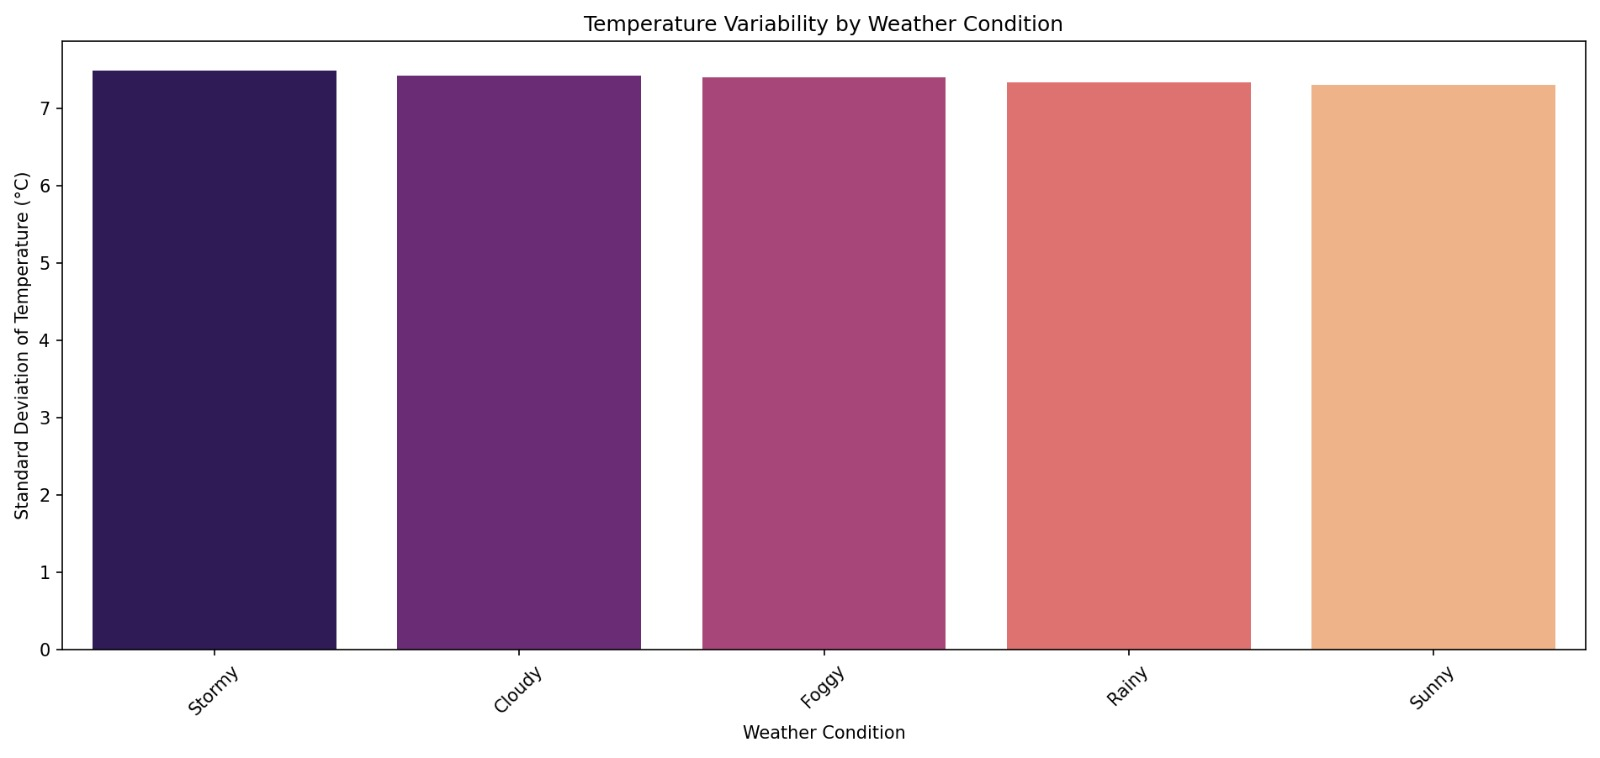 Temperature Variability by Weather Condition
Standard Deviation of Temperature (°C)
7
6
5
4
3
2
1
0
Stormy
Cloudy
Foggy
Rainy
Sunny
Weather Condition